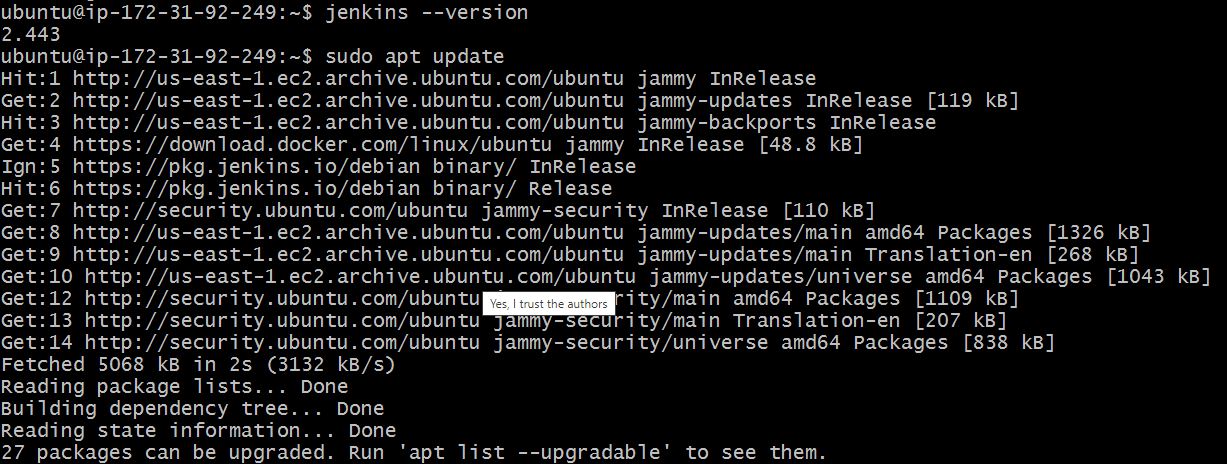 ubuntu@ip-172-31-92-249:~$ jenkins --version
2.443
ubuntu@ip-172-31-92-249:~$ sudo apt update
Hit:1 http://us-east-1.ec2.archive.ubuntu.com/ubuntu jammy InRelease
Get:2 http://us-east-1.ec2.archive.ubuntu.com/ubuntu jammy-updates InRelease [119 kB]
Hit:3 http://us-east-1.ec2.archive.ubuntu.com/ubuntu jammy-backports InRelease
Get:4 https://download.docker.com/linux/ubuntu jammy InRelease [48.8 kB]
Ign:5 https://pkg.jenkins.io/debian binary/ InRelease
Hit:6 https://pkg.jenkins.io/debian binary/ Release
Get:7 http://security.ubuntu.com/ubuntu jammy-security InRelease [110 kB]
Get:8 http://us-east-1.ec2.archive.ubuntu.com/ubuntu jammy-updates/main amd64 Packages [1326 kB]
Get:9 http://us-east-1.ec2.archive.ubuntu.com/ubuntu jammy-updates/main Translation-en [268 kB]
Get:10 http://us-east-1.ec2.archive.ubuntu.com/ubuntu jammy-updates/universe amd64 Packages [1043 kB]
Get:12 http://security.ubuntu.com/ubuntu Yes, I trust the authors urity/main amd64 Packages [1109 kB]
Get:13 http://security.ubuntu.com/ubuntu jammy-security/main Translation-en [207 kB]
Get:14 http://security.ubuntu.com/ubuntu jammy-security/universe amd64 Packages [838 kB]
Fetched 5068 kB in 2s (3132 kB/s)
Reading package lists... Done
Building dependency tree... Done
Reading state information... Done
27 packages can be upgraded. Run 'apt list --upgradable' to see them.